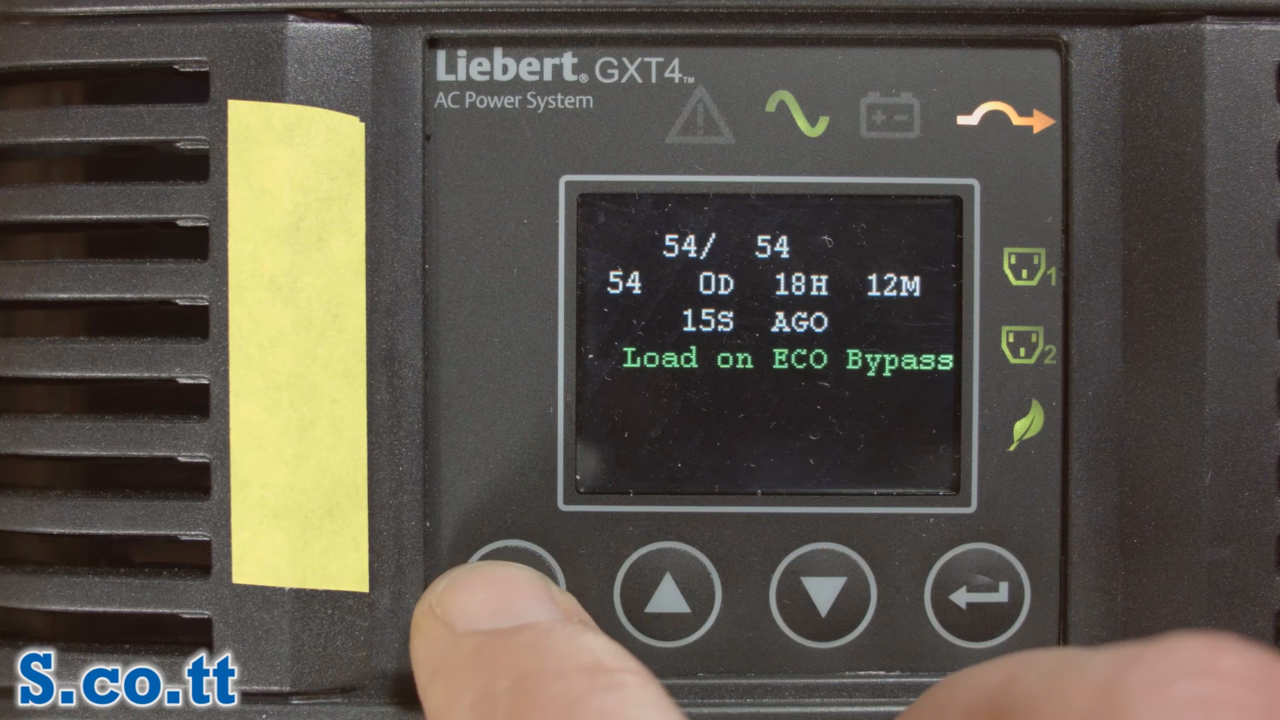 Liebert® GXT4™
AC Power System
54/ 54
54 0D 18H 12M
15S AGO
Load on ECO Bypass
1
2
S.co.tt